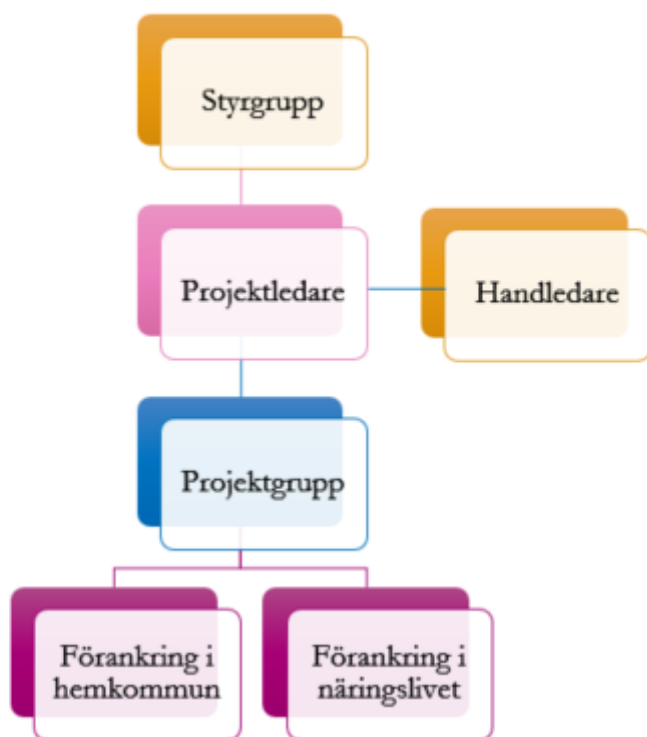 Styrgrupp
Projektledare
Handledare
Projektgrupp
Förankring i
hemkommun
Förankring i
näringslivet